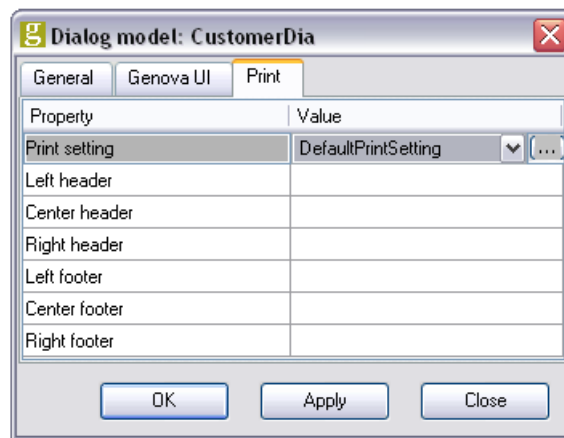 g Dialog model: CustomerDia
General Genova UI Print
Property Value
Print setting DefaultPrintSetting (...)
Left header
Center header
Right header
Left footer
Center footer
Right footer
OK Apply Close